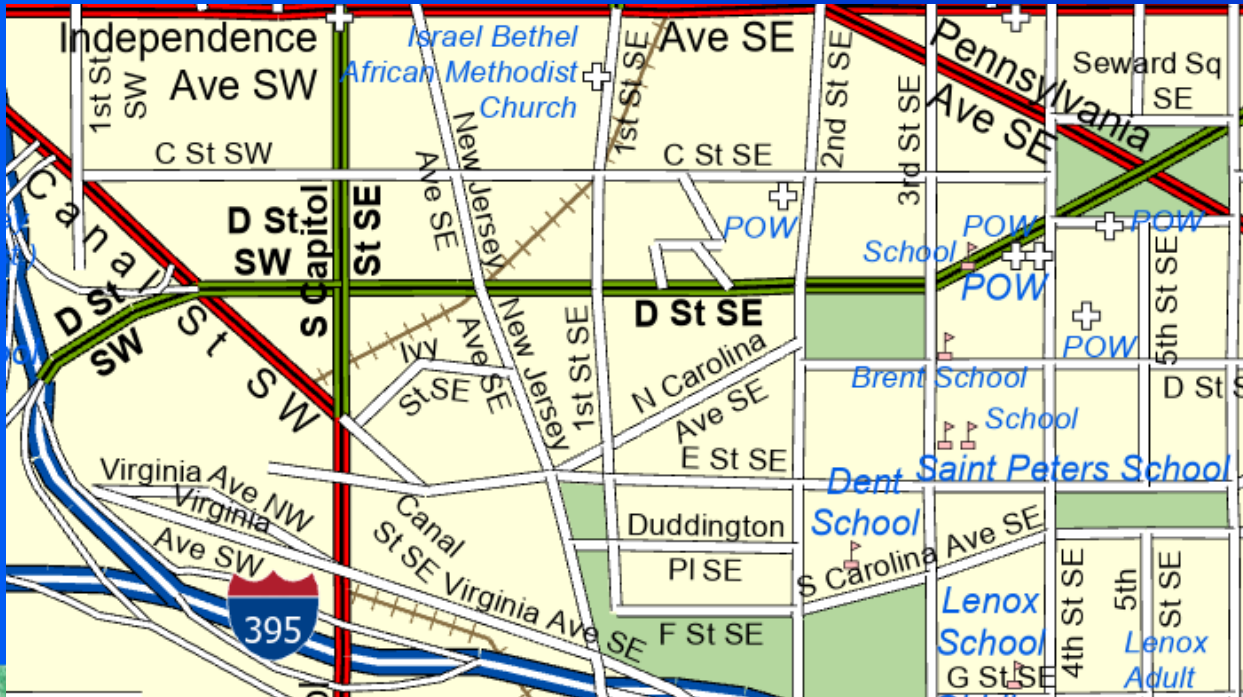 Independence
Ave SW
1st St
SW
Israel Bethel
African Methodist
Church
Ave SE
1st St SE
2nd St SE
3rd St SE
Pennsylvania
Ave SE
Seward Sq
SE
C St SW
New Jersey
Ave SE
C St SE
Canal St SW
D St
SW
S Capitol
St SE
POW
School
POW
POW
POW
D St
SW
D St SE
5th St SE
POW
Ivy
St SE
New Jersey
Ave SE
1st St SE
N Carolina
Ave SE
Brent School
D St S
School
E St SE
Saint Peters School
Dent
School
Virginia Ave NW
Virginia
Ave SW
Canal
St SE
Duddington
Pl SE
S Carolina Ave SE
395
Virginia Ave SE
F St SE
Lenox
School
4th St SE
5th
St SE
Lenox
Adult
G St SE